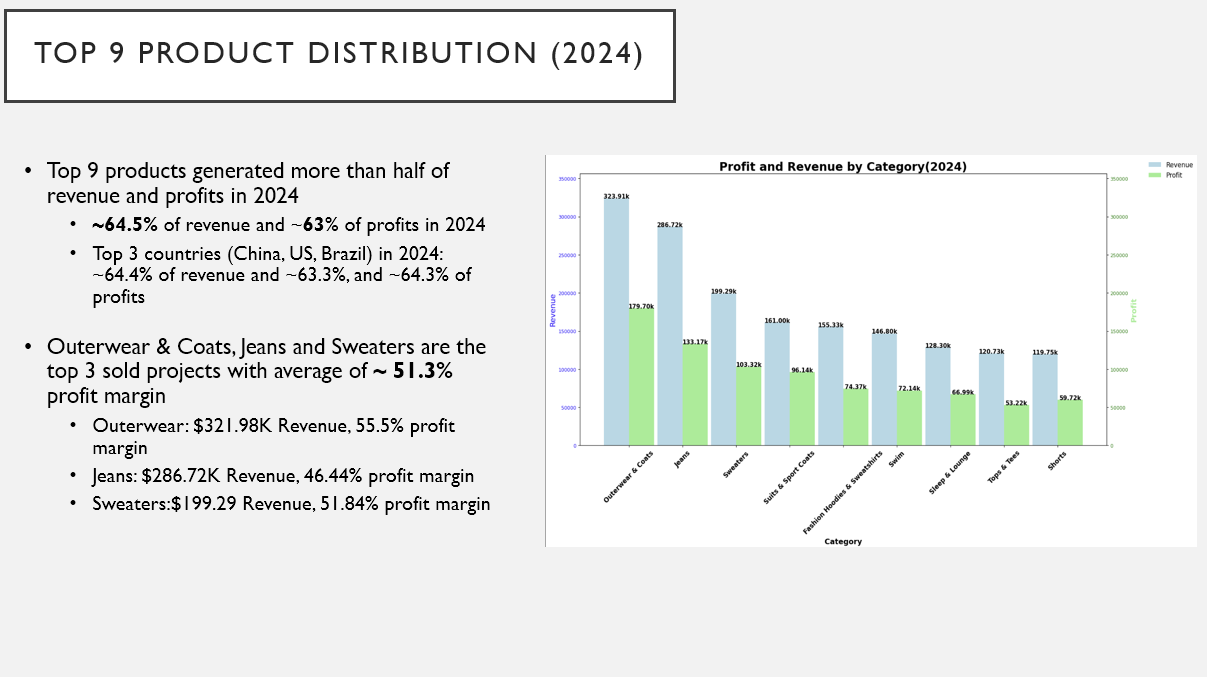 TOP 9 PRODUCT DISTRIBUTION (2024)
• Top 9 products generated more than half of
revenue and profits in 2024
• ~64.5% of revenue and ~63% of profits in 2024
• Top 3 countries (China, US, Brazil) in 2024:
~64.4% of revenue and ~63.3%, and ~64.3% of
profits
• Outerwear & Coats, Jeans and Sweaters are the
top 3 sold projects with average of ~ 51.3%
profit margin
• Outerwear: $321.98K Revenue, 55.5% profit
margin
• Jeans: $286.72K Revenue, 46.44% profit margin
• Sweaters:$199.29 Revenue, 51.84% profit margin
Profit and Revenue by Category(2024)
Revenue
Profit
Revenue
350000
300000
250000
200000
150000
100000
50000
0
323.91k
179.70k
286.72k
133.17k
199.29k
103.32k
161.00k
96.14k
155.33k
74.37k
146.80k
72.14k
128.30k
66.99k
120.73k
53.22k
119.75k
59.72k
350000
300000
250000
200000
150000
100000
50000
0
Profit
Outerwear & Coats
Jeans
Sweaters
Suits & Sport Coats
Fashion Hoodies & Sweatshirts
Swim
Sleep & Lounge
Tops & Tees
Shorts
Category